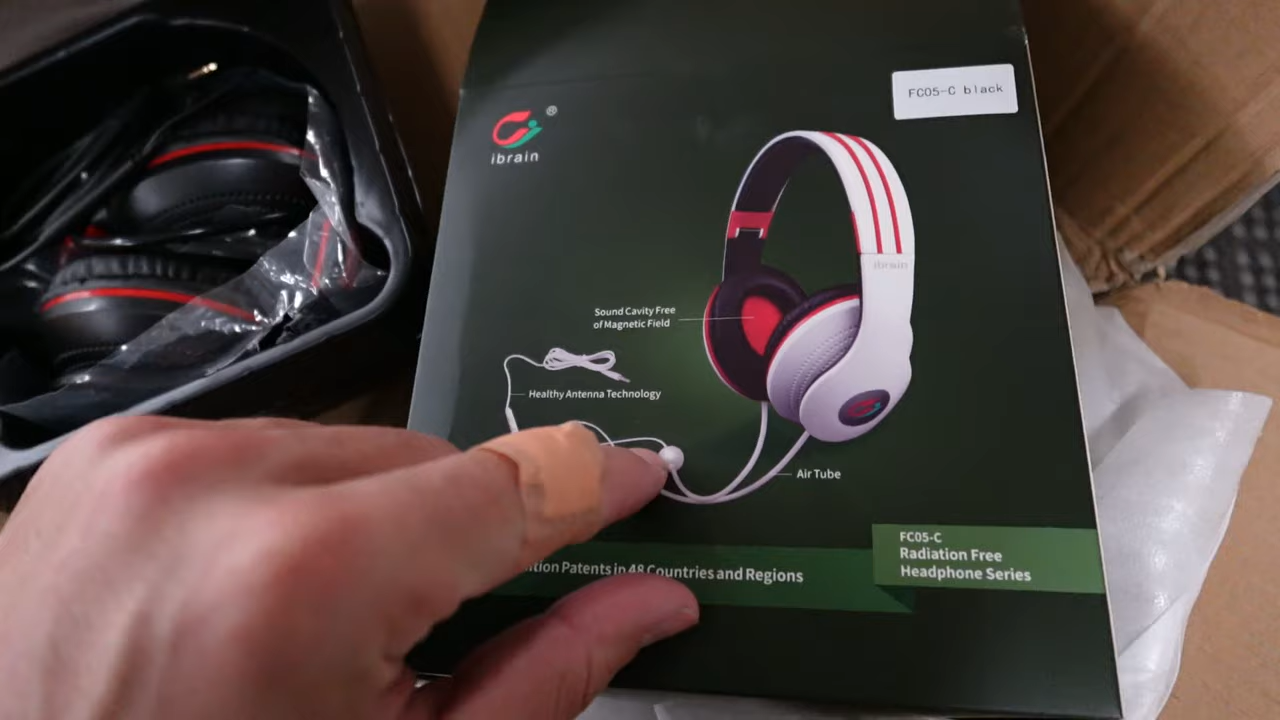 FC05-C black
ibrain
ibrain
Sound Cavity Free
of Magnetic Field
Healthy Antenna Technology
Air Tube
Patents in 48 Countries and Regions
FC05-C
Radiation Free
Headphone Series